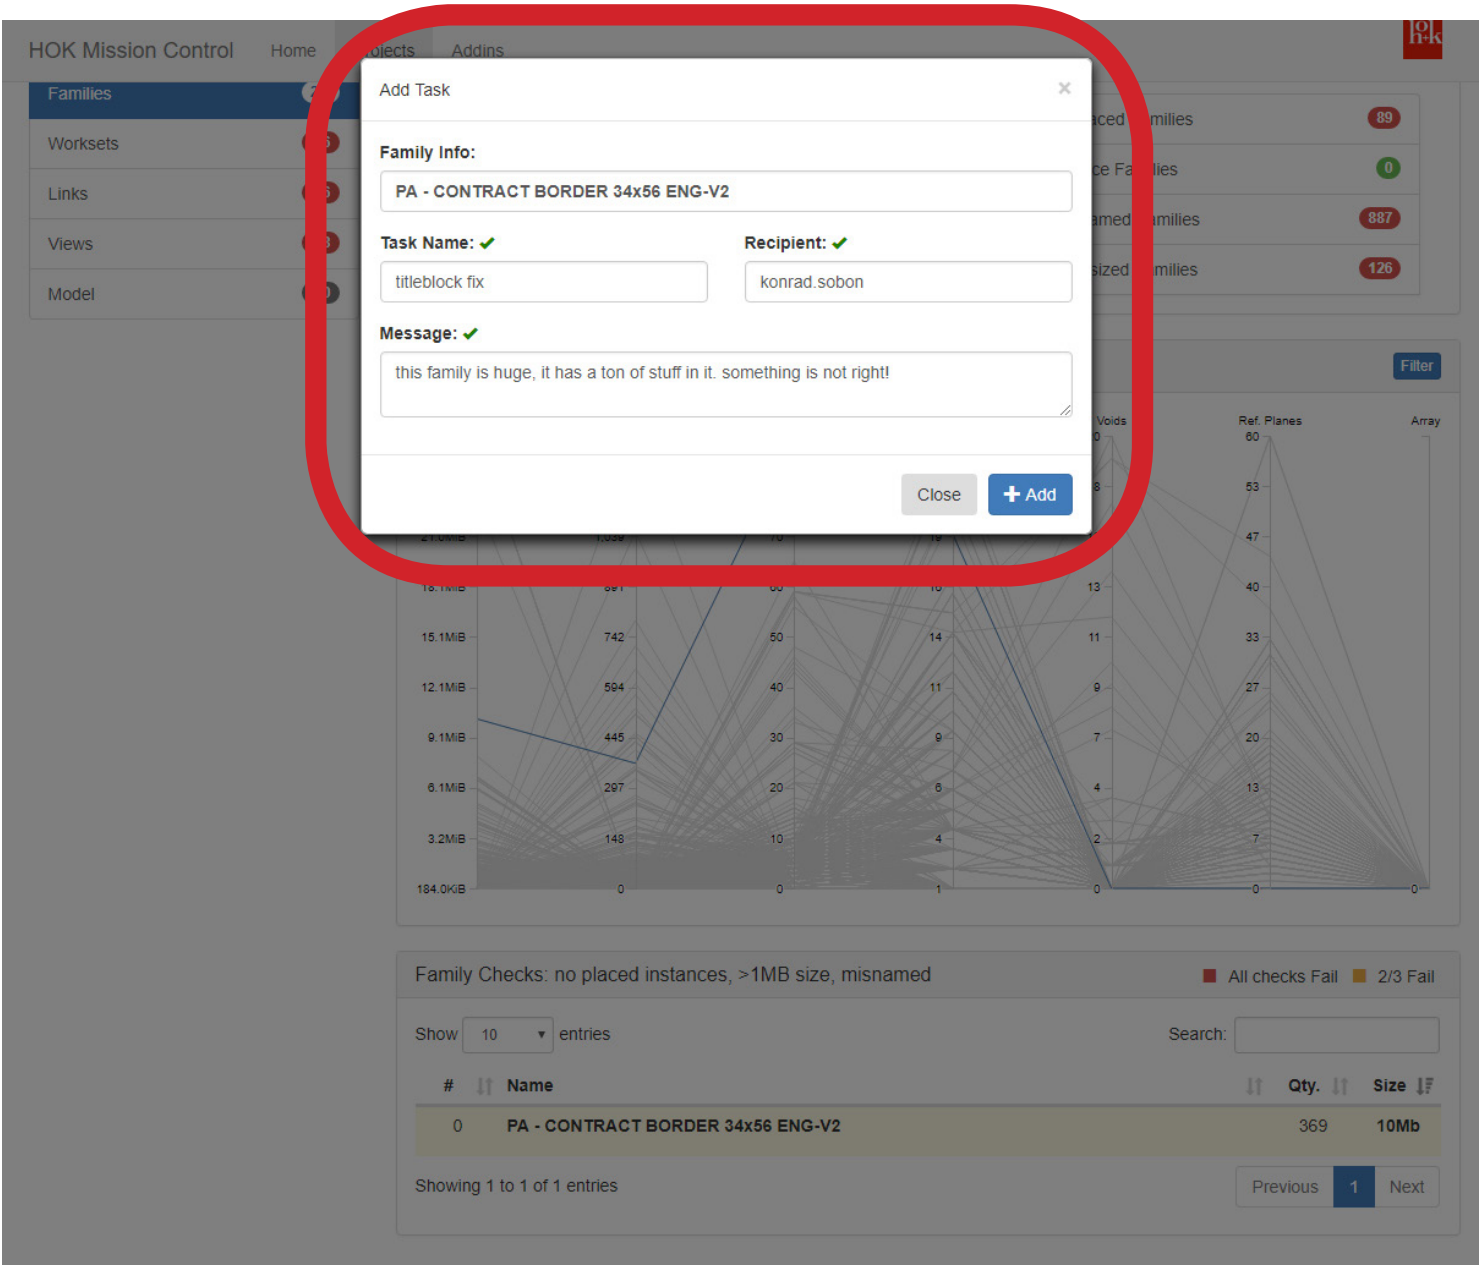 HOK Mission Control Home Projects Addins
h+k
Families
Worksets
Links
Views
Model
Add Task ×
Family Info:
PA - CONTRACT BORDER 34x56 ENG-V2
Task Name: Recipient:
titleblock fix konrad.sobon
Message:
this family is huge, it has a ton of stuff in it. something is not right!
Close + Add
89
0
887
126
Filter
Voids Ref. Planes Array
60
53
47
13 40
15.1MiB 742 50 14 11 33
12.1MiB 594 40 11 9 27
9.1MiB 445 30 9 7 20
6.1MiB 297 20 6 4 13
3.2MiB 148 10 4 2 7
184.0KiB 0 0 1 0 0 0
Family Checks: no placed instances, >1MB size, misnamed All checks Fail 2/3 Fail
Show 10 entries Search:
# Name Qty. Size
0 PA - CONTRACT BORDER 34x56 ENG-V2 369 10Mb
Showing 1 to 1 of 1 entries Previous 1 Next